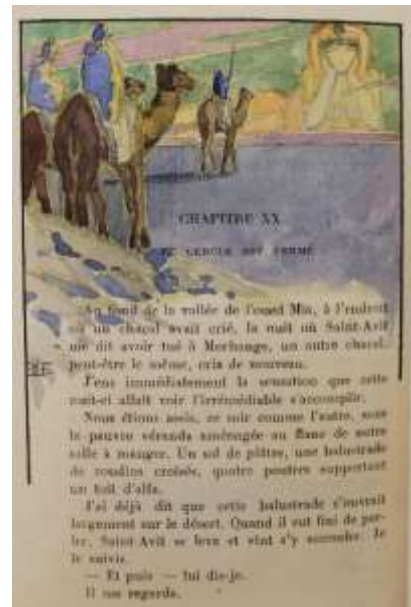 CHAPITRE XX
LE CERCLE EST FERMÉ
Au fond de la vallée de l'oued Mia, à l'endroit
où un chacal avait crié, la nuit où Saint-Avit
me dit avoir tué Morhange, un autre chacal,
peut-être le même, cria de nouveau.
J'eus immédiatement la sensation que cette
nuit-ci allait voir l'irrémédiable s'accomplir.
Nous étions assis, ce soir comme l'autre, sous
la pauvre véranda aménagée au flanc de notre
salle à manger. Un sol de plâtre, une balustrade
de rondins croisés, quatre poutres supportant
un toit d'alfa.
J'ai déjà dit que cette balustrade s'ouvrait
largement sur le désert. Quand il eut fini de par-
ler, Saint-Avit se leva et vint s'y accouder. Je
le suivis.
— Et puis — lui dis-je.
Il me regarda.